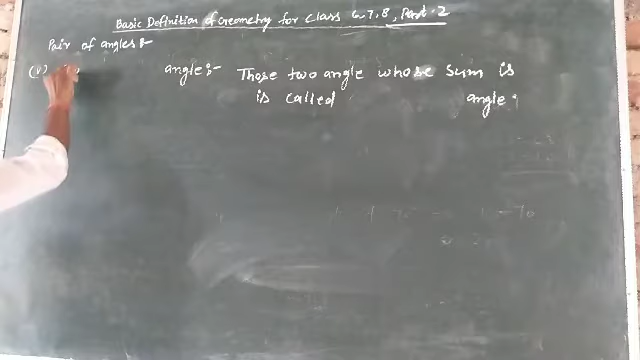 Basic Definition of Geometry for Class 6, 7, 8, Part-2
Pair of angles :-
(V) angle :- Those two angle whose sum is
is called angle.